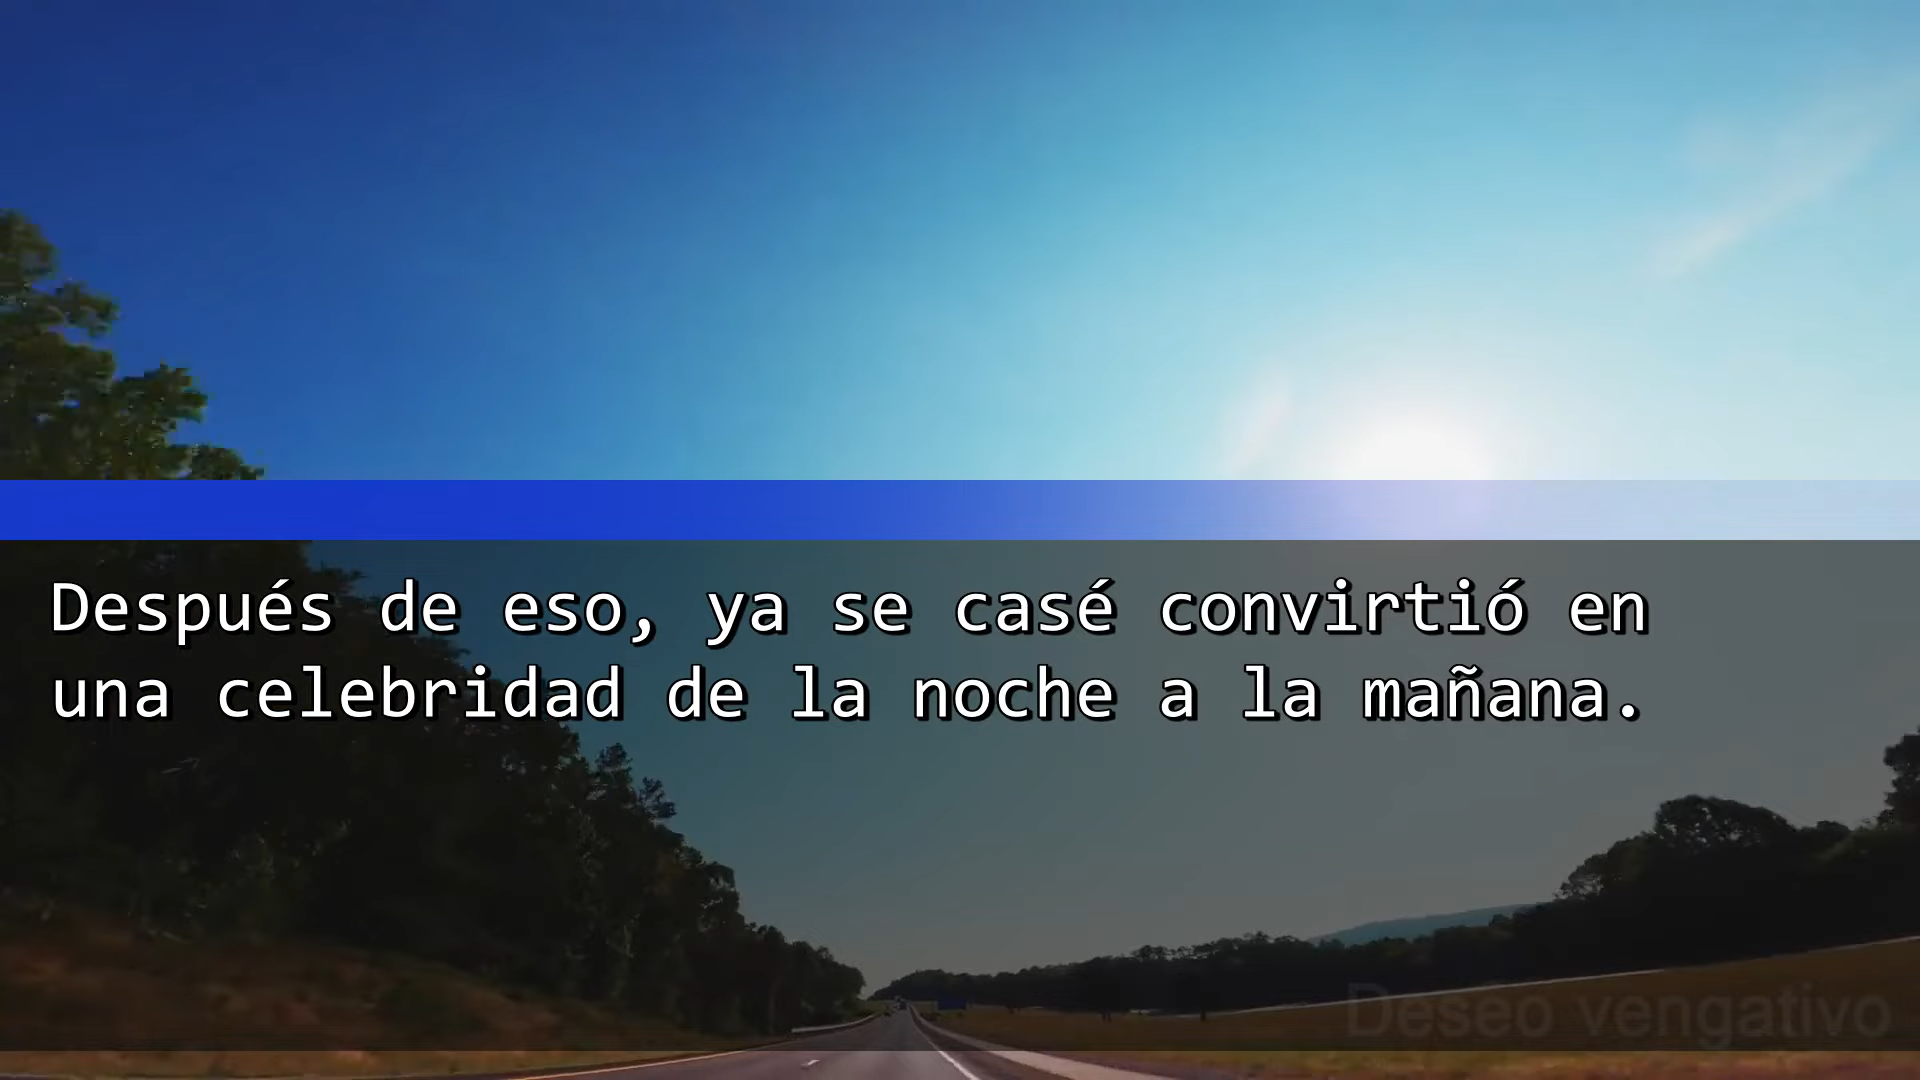 Después de eso, ya se casé convirtió en
una celebridad de la noche a la mañana.
Deseo vengativo